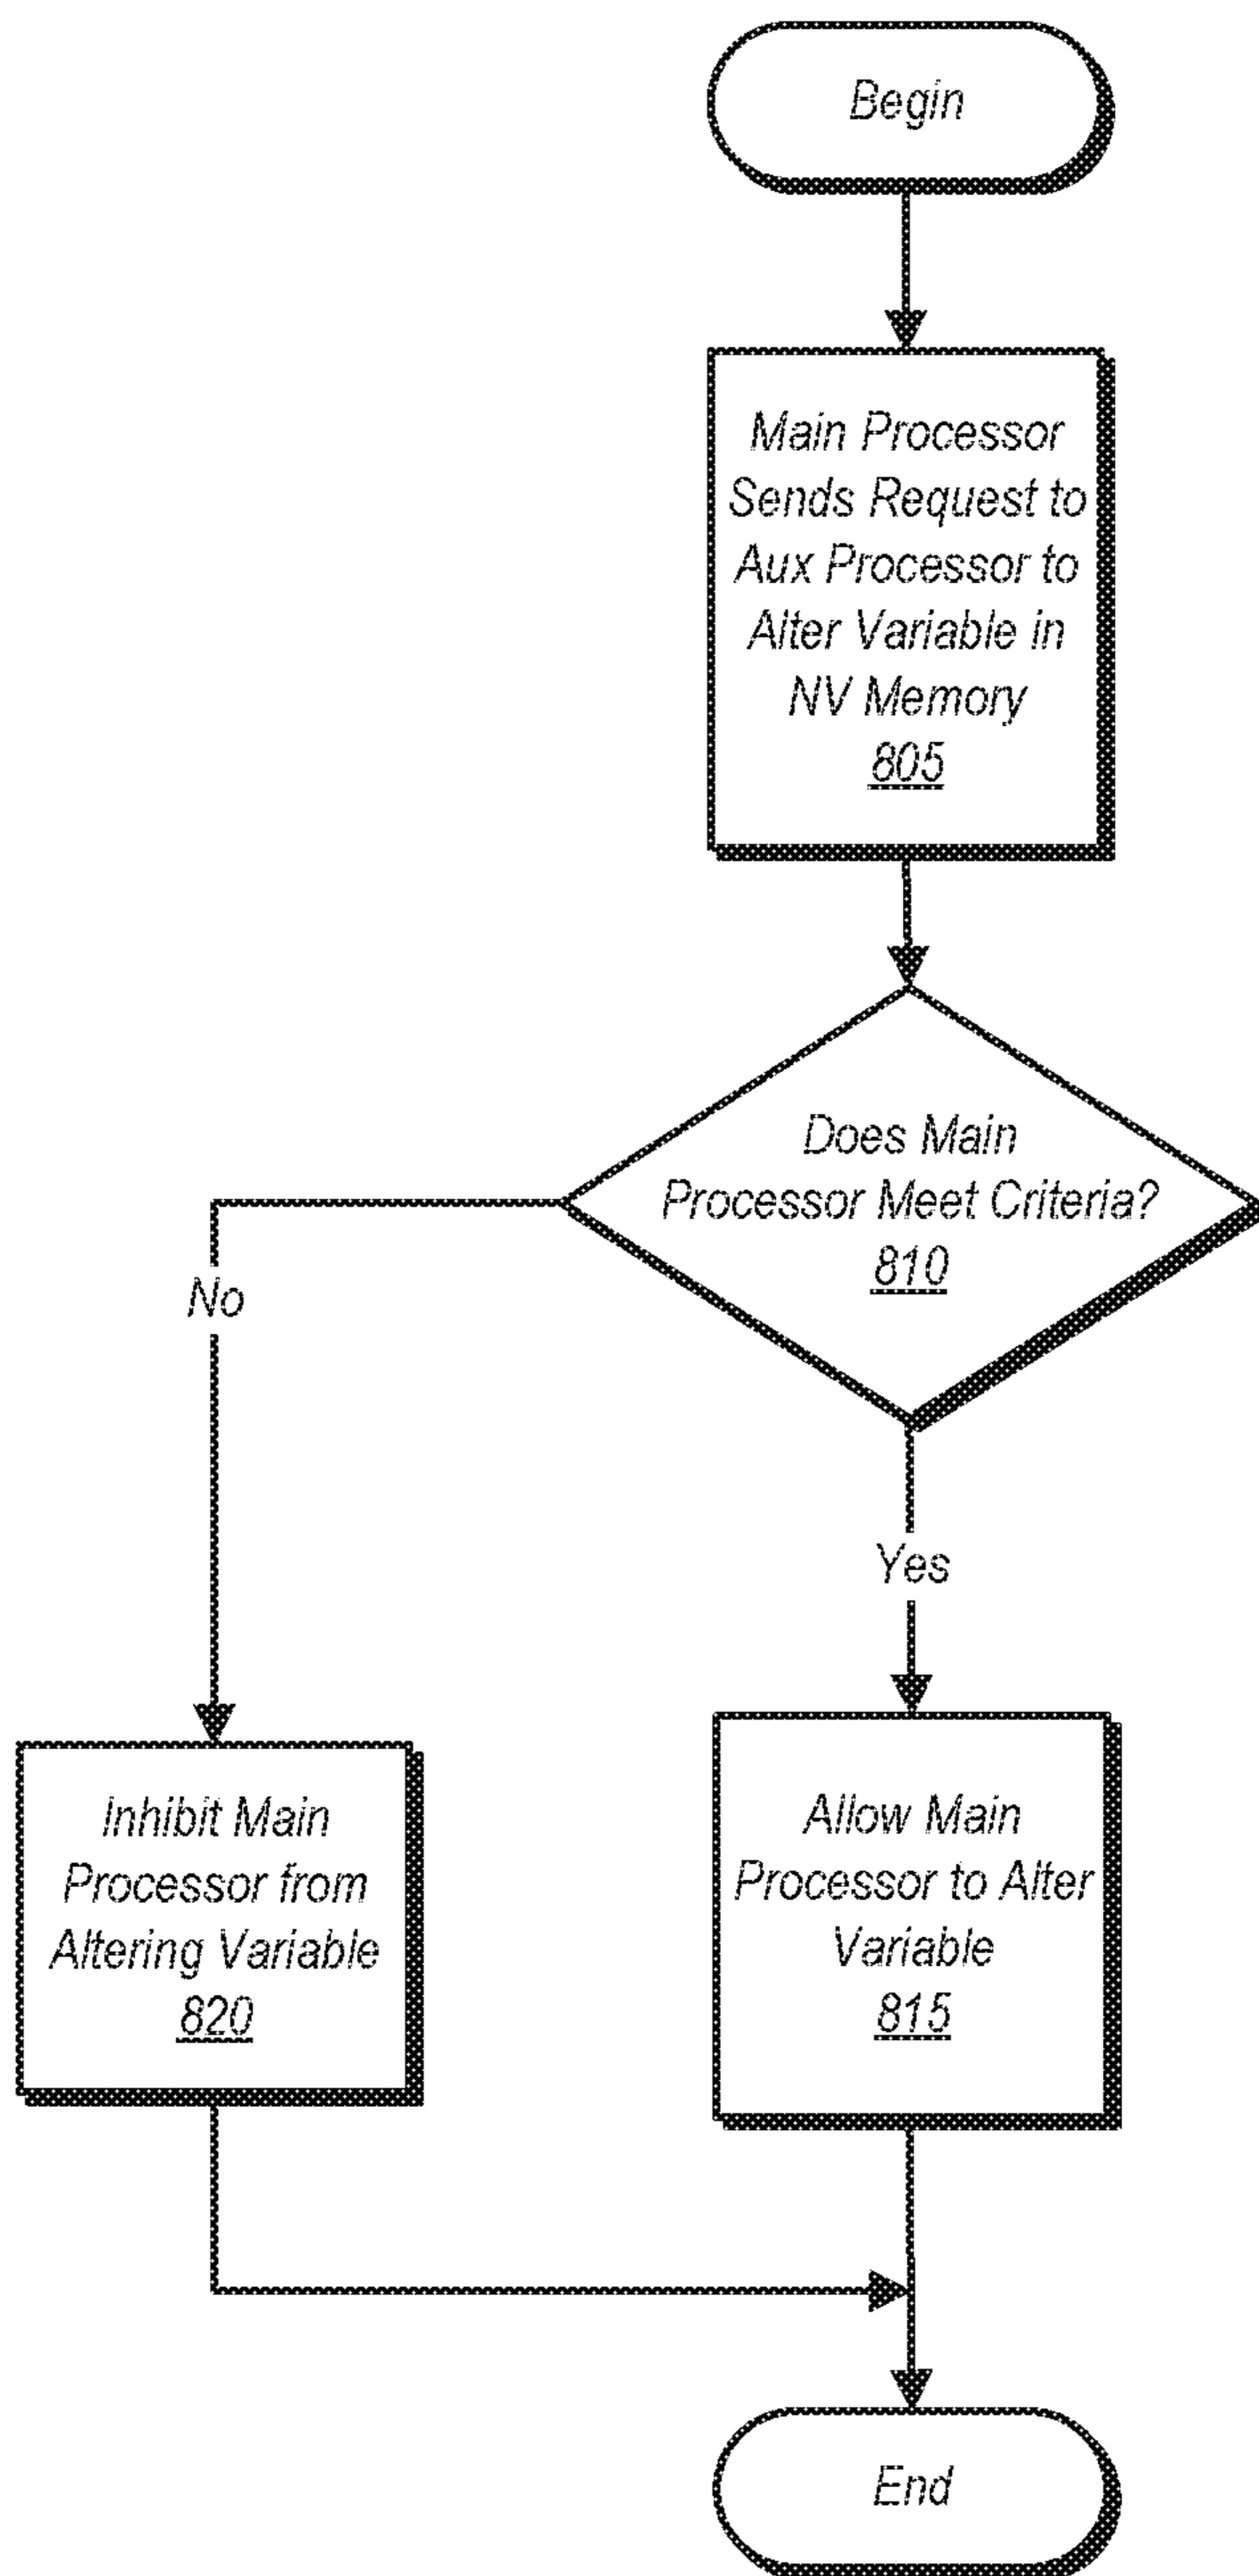 Begin
Main Processor
Sends Request to
Aux Processor to
Alter Variable in
NV Memory
805
Does Main
Processor Meet Criteria?
810
No
Yes
Inhibit Main
Processor from
Altering Variable
820
Allow Main
Processor to Alter
Variable
815
End